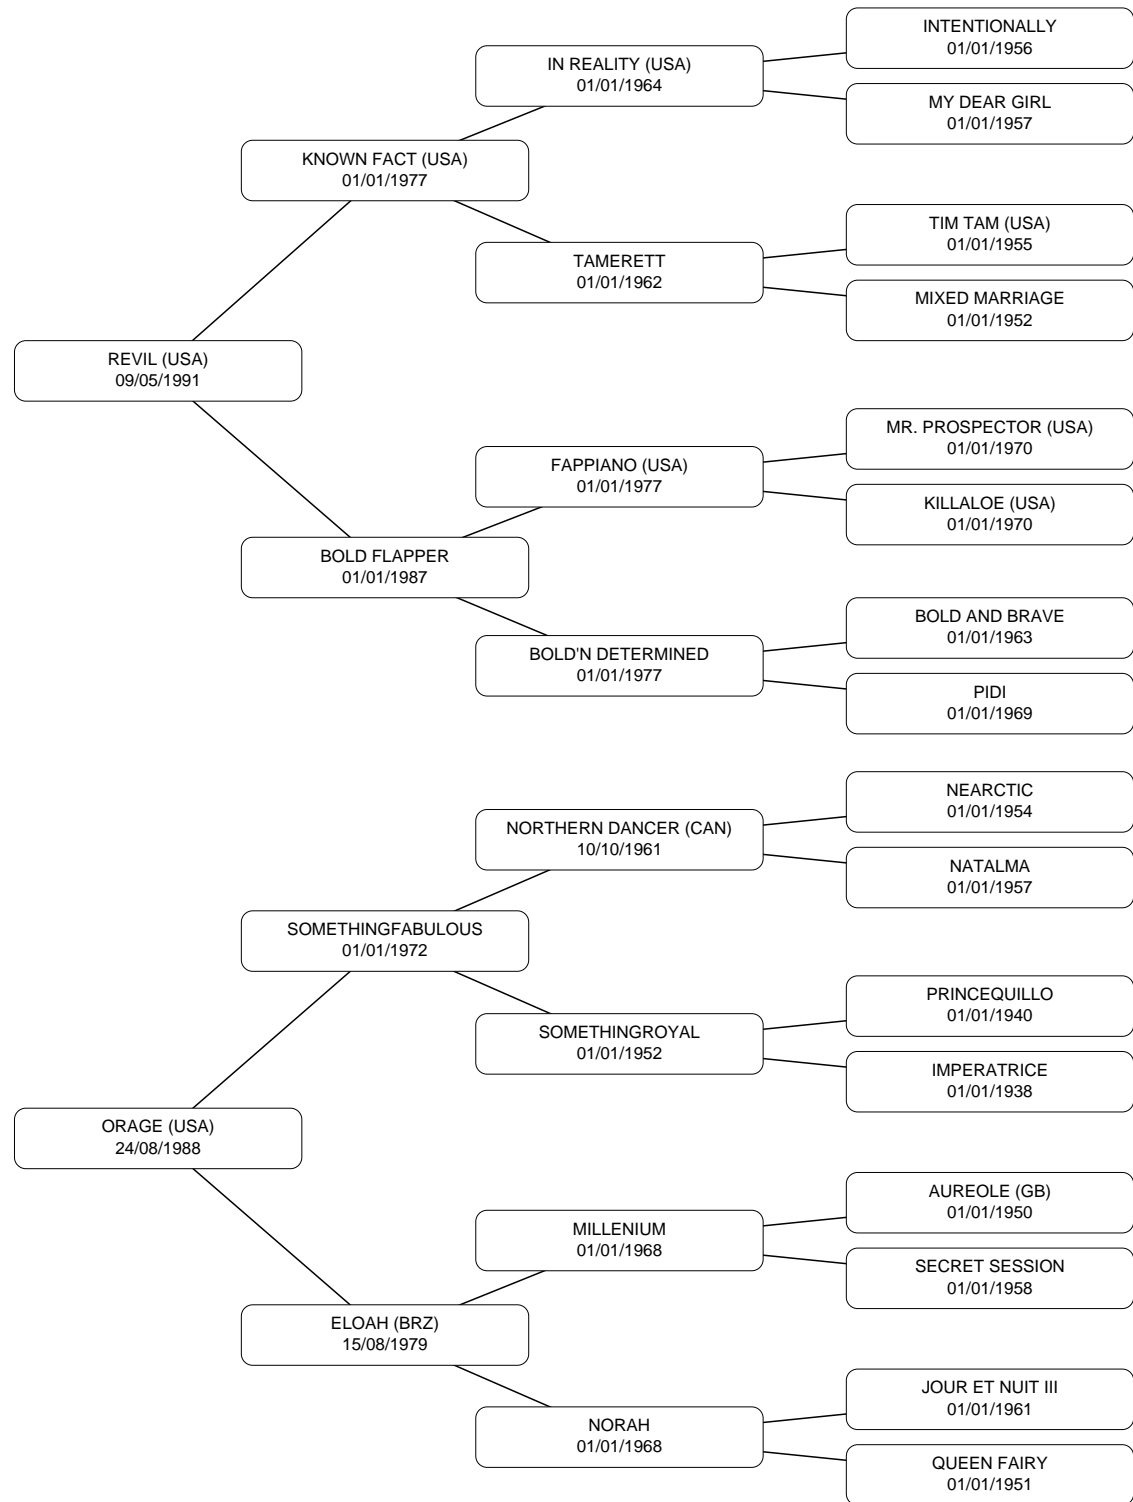 INTENTIONALLY
01/01/1956
IN REALITY (USA)
01/01/1964
MY DEAR GIRL
01/01/1957
KNOWN FACT (USA)
01/01/1977
TIM TAM (USA)
01/01/1955
TAMERETT
01/01/1962
MIXED MARRIAGE
01/01/1952
REVIL (USA)
09/05/1991
MR. PROSPECTOR (USA)
01/01/1970
FAPPIANO (USA)
01/01/1977
KILLALOE (USA)
01/01/1970
BOLD FLAPPER
01/01/1987
BOLD AND BRAVE
01/01/1963
BOLD'N DETERMINED
01/01/1977
PIDI
01/01/1969
NEARCTIC
01/01/1954
NORTHERN DANCER (CAN)
10/10/1961
NATALMA
01/01/1957
SOMETHINGFABULOUS
01/01/1972
PRINCEQUILLO
01/01/1940
SOMETHINGROYAL
01/01/1952
IMPERATRICE
01/01/1938
ORAGE (USA)
24/08/1988
AUREOLE (GB)
01/01/1950
MILLENIUM
01/01/1968
SECRET SESSION
01/01/1958
ELOAH (BRZ)
15/08/1979
JOUR ET NUIT III
01/01/1961
NORAH
01/01/1968
QUEEN FAIRY
01/01/1951